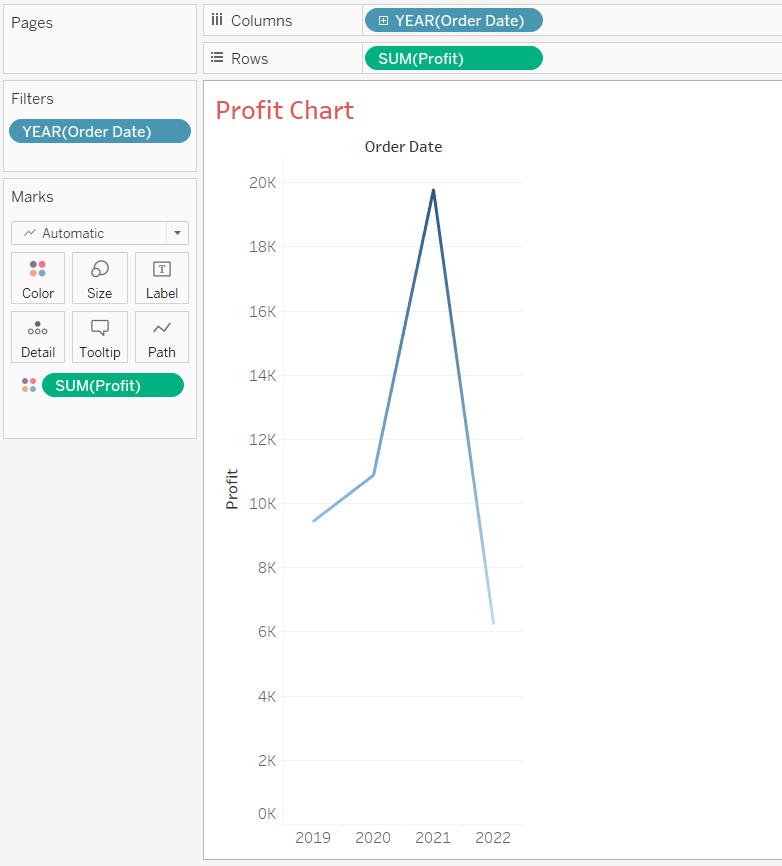 Pages
Columns
YEAR(Order Date)
Rows
SUM(Profit)
Filters
YEAR(Order Date)
Marks
Automatic
Color
Size
Label
Detail
Tooltip
Path
SUM(Profit)
Profit Chart
Order Date
20K
18K
16K
14K
12K
10K
8K
6K
4K
2K
0K
Profit
2019 2020 2021 2022